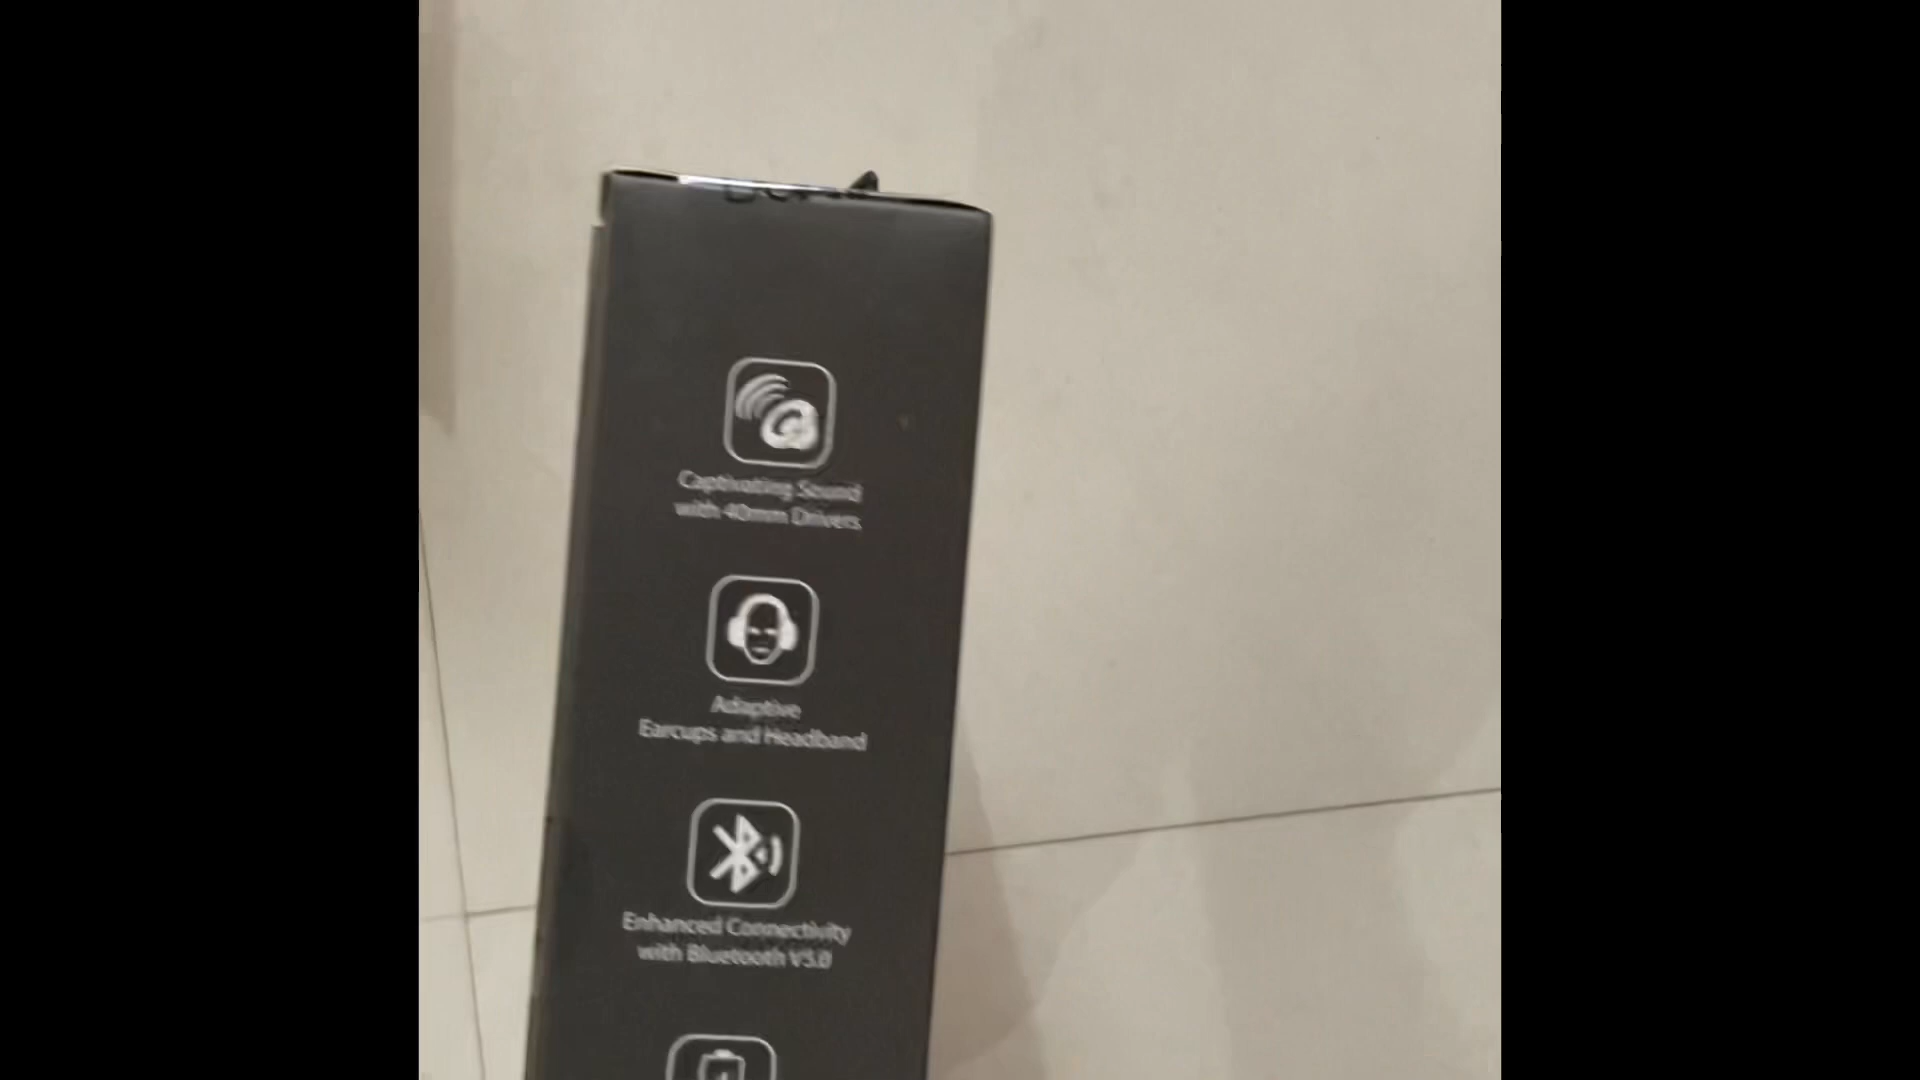 Captivating Sound
with 40mm Drivers
Adaptive
Earcups and Headband
Enhanced Connectivity
with Bluetooth V5.0